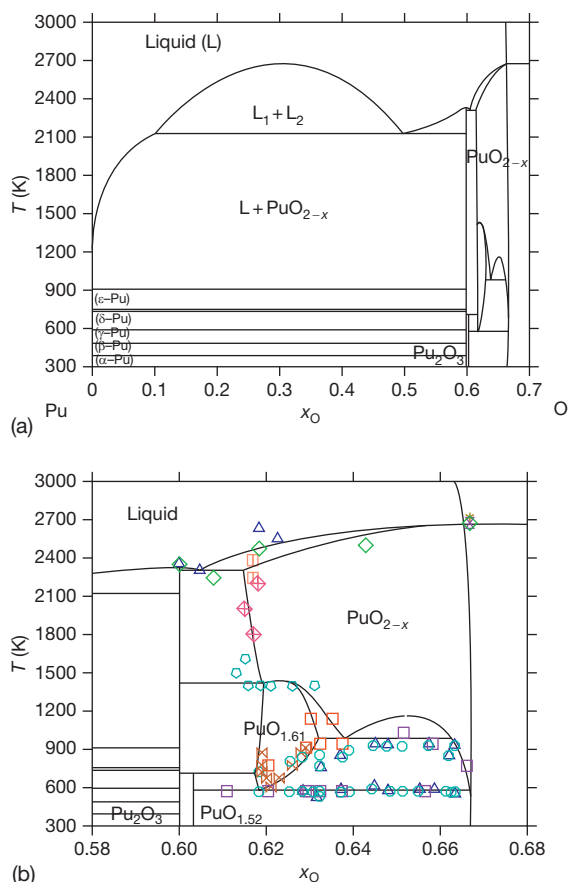 3000
2700
2400
2100
1800
1500
1200
900
600
300
T (K)
Liquid (L)
L₁ + L₂
L + PuO₂₋ₓ
PuO₂₋ₓ
(ε-Pu)
(δ-Pu)
(γ-Pu)
(β-Pu)
(α-Pu)
Pu₂O₃
0 0.1 0.2 0.3 0.4 0.5 0.6 0.7
Pu xO O
(a)
3000
2700
2400
2100
1800
1500
1200
900
600
300
T (K)
Liquid
PuO₂₋ₓ
PuO₁.₆₁
Pu₂O₃
PuO₁.₅₂
0.58 0.60 0.62 0.64 0.66 0.68
xO
(b)